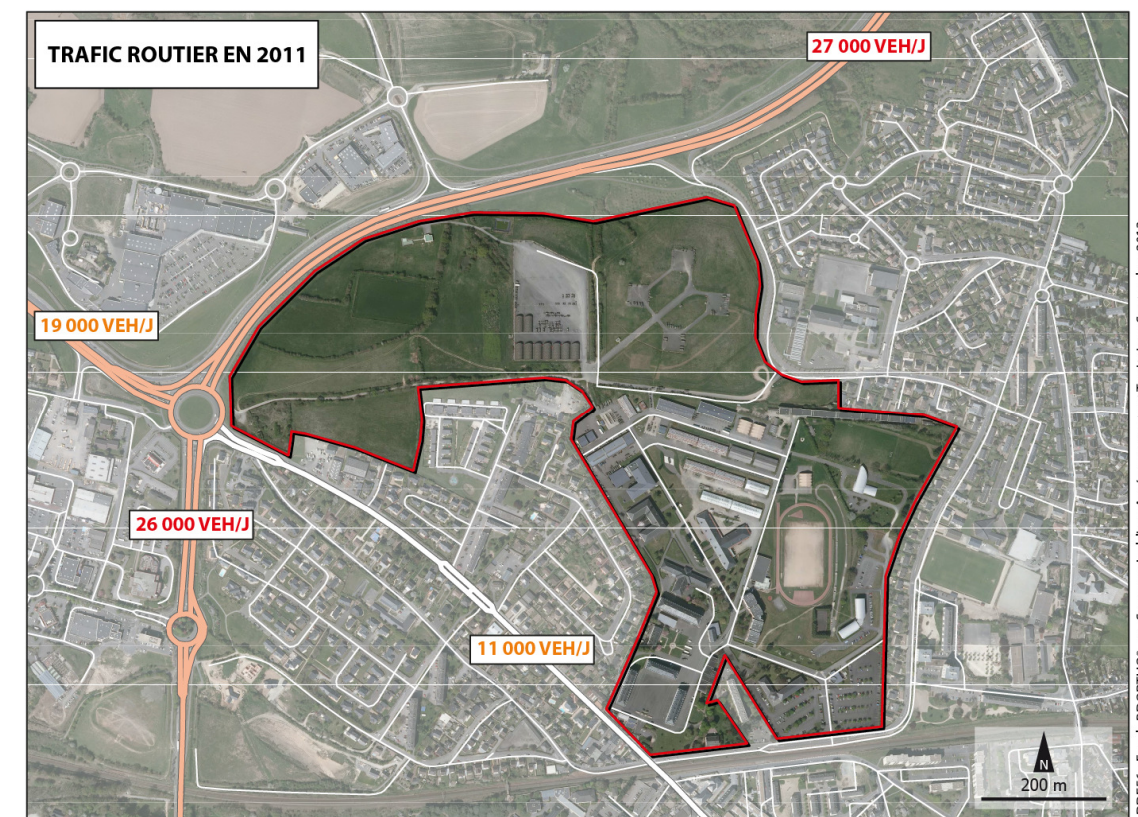 TRAFIC ROUTIER EN 2011
27 000 VEH/J
19 000 VEH/J
26 000 VEH/J
11 000 VEH/J
N
200 m